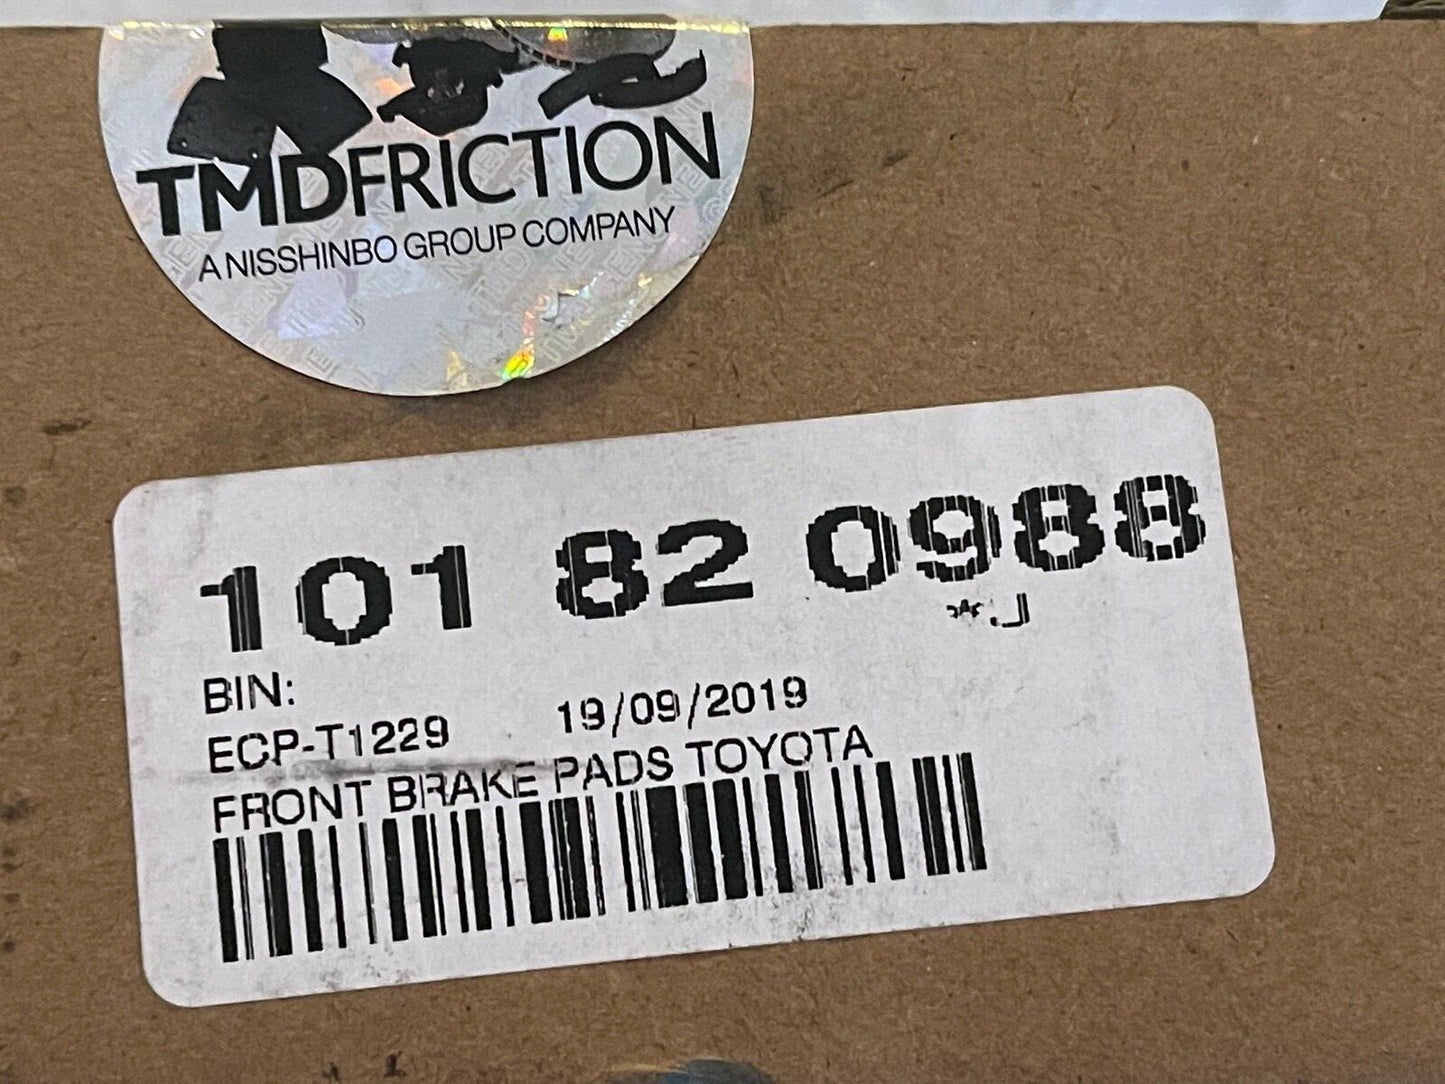 TMDFRICTION
A NISSHINBO GROUP COMPANY
101 82 0988
BIN:
ECP-T1229 19/09/2019
FRONT BRAKE PADS TOYOTA